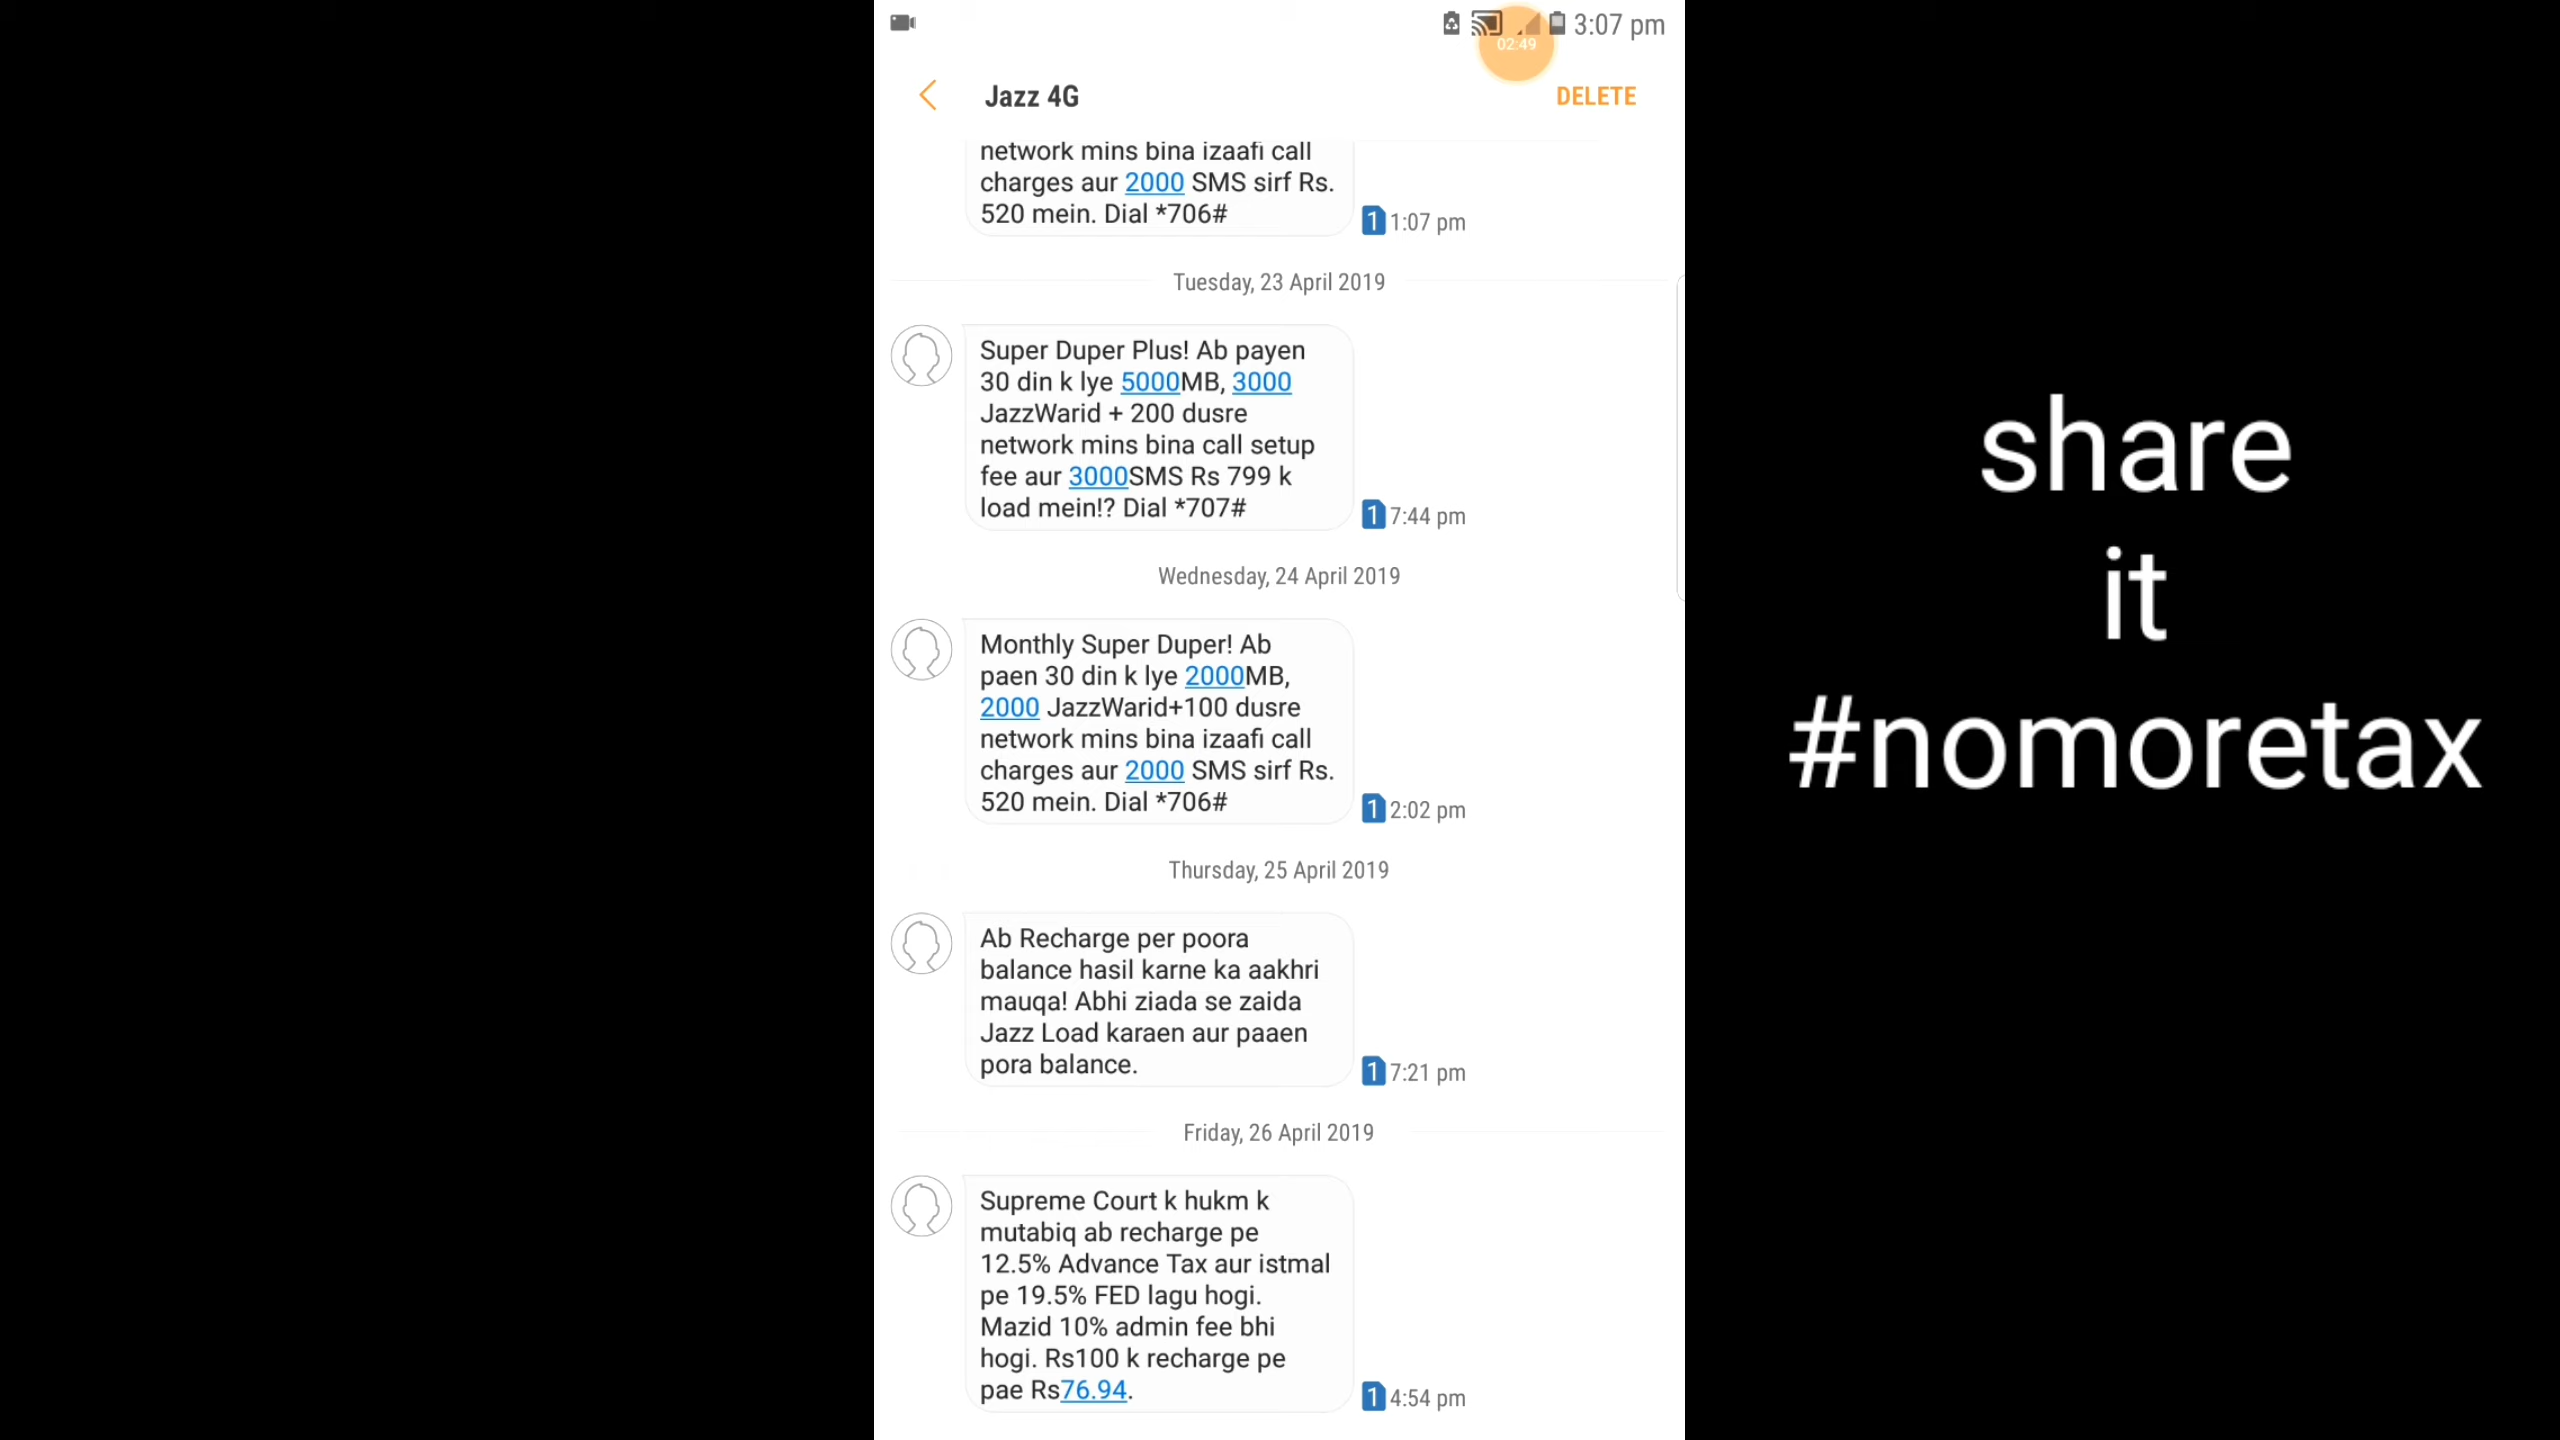 02:49
3:07 pm
Jazz 4G
DELETE
network mins bina izaafi call
charges aur 2000 SMS sirf Rs.
520 mein. Dial *706#
1 1:07 pm
Tuesday, 23 April 2019
Super Duper Plus! Ab payen
30 din k lye 5000MB, 3000
JazzWarid + 200 dusre
network mins bina call setup
fee aur 3000SMS Rs 799 k
load mein!? Dial *707#
1 7:44 pm
Wednesday, 24 April 2019
Monthly Super Duper! Ab
paen 30 din k lye 2000MB,
2000 JazzWarid+100 dusre
network mins bina izaafi call
charges aur 2000 SMS sirf Rs.
520 mein. Dial *706#
1 2:02 pm
Thursday, 25 April 2019
Ab Recharge per poora
balance hasil karne ka aakhri
mauqa! Abhi ziada se zaida
Jazz Load karaen aur paaen
pora balance.
1 7:21 pm
Friday, 26 April 2019
Supreme Court k hukm k
mutabiq ab recharge pe
12.5% Advance Tax aur istmal
pe 19.5% FED lagu hogi.
Mazid 10% admin fee bhi
hogi. Rs100 k recharge pe
pae Rs76.94.
1 4:54 pm
share
it
#nomoretax